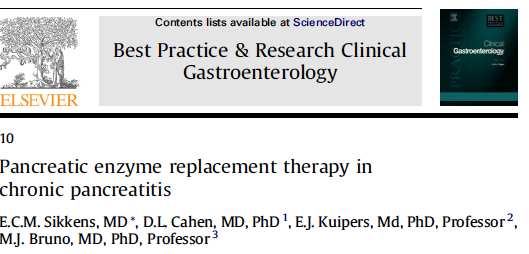 Contents lists available at ScienceDirect
Best Practice & Research Clinical
Gastroenterology
ELSEVIER
BEST
PRACTICE
Clinical
Gastroenterology
10
Pancreatic enzyme replacement therapy in
chronic pancreatitis
E.C.M. Sikkens, MD *, D.L. Cahen, MD, PhD 1, E.J. Kuipers, Md, PhD, Professor 2,
M.J. Bruno, MD, PhD, Professor 3